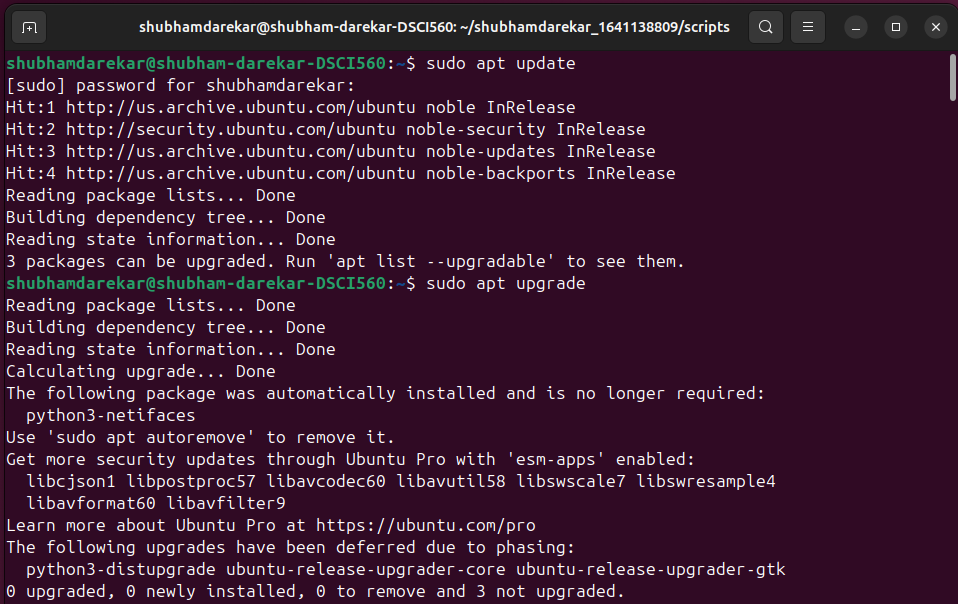 shubhamdarekar@shubham-darekar-DSCI560: ~/shubhamdarekar_1641138809/scripts
shubhamdarekar@shubham-darekar-DSCI560:~$ sudo apt update
[sudo] password for shubhamdarekar:
Hit:1 http://us.archive.ubuntu.com/ubuntu noble InRelease
Hit:2 http://security.ubuntu.com/ubuntu noble-security InRelease
Hit:3 http://us.archive.ubuntu.com/ubuntu noble-updates InRelease
Hit:4 http://us.archive.ubuntu.com/ubuntu noble-backports InRelease
Reading package lists... Done
Building dependency tree... Done
Reading state information... Done
3 packages can be upgraded. Run 'apt list --upgradable' to see them.
shubhamdarekar@shubham-darekar-DSCI560:~$ sudo apt upgrade
Reading package lists... Done
Building dependency tree... Done
Reading state information... Done
Calculating upgrade... Done
The following package was automatically installed and is no longer required:
  python3-netifaces
Use 'sudo apt autoremove' to remove it.
Get more security updates through Ubuntu Pro with 'esm-apps' enabled:
  libcjson1 libpostproc57 libavcodec60 libavutil58 libswscale7 libswresample4
  libavformat60 libavfilter9
Learn more about Ubuntu Pro at https://ubuntu.com/pro
The following upgrades have been deferred due to phasing:
  python3-distupgrade ubuntu-release-upgrader-core ubuntu-release-upgrader-gtk
0 upgraded, 0 newly installed, 0 to remove and 3 not upgraded.